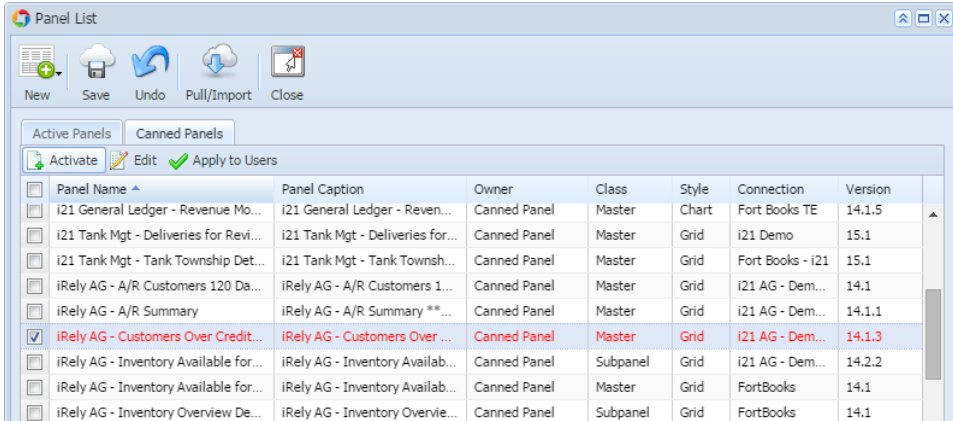 Panel List
New Save Undo Pull/Import Close
Active Panels Canned Panels
Activate Edit Apply to Users
Panel Name Panel Caption Owner Class Style Connection Version
i21 General Ledger - Revenue Mo... i21 General Ledger - Reven... Canned Panel Master Chart Fort Books TE 14.1.5
i21 Tank Mgt - Deliveries for Revi... i21 Tank Mgt - Deliveries for... Canned Panel Master Grid i21 Demo 15.1
i21 Tank Mgt - Tank Township Det... i21 Tank Mgt - Tank Townsh... Canned Panel Master Grid Fort Books - i21 15.1
iRely AG - A/R Customers 120 Da... iRely AG - A/R Customers 1... Canned Panel Master Grid i21 AG - Dem... 14.1
iRely AG - A/R Summary iRely AG - A/R Summary **... Canned Panel Master Grid i21 AG - Dem... 14.1.1
iRely AG - Customers Over Credit... iRely AG - Customers Over ... Canned Panel Master Grid i21 AG - Dem... 14.1.3
iRely AG - Inventory Available for... iRely AG - Inventory Availab... Canned Panel Subpanel Grid i21 AG - Dem... 14.2.2
iRely AG - Inventory Available for... iRely AG - Inventory Availab... Canned Panel Master Grid FortBooks 14.1
iRely AG - Inventory Overview De... iRely AG - Inventory Overvie... Canned Panel Subpanel Grid FortBooks 14.1